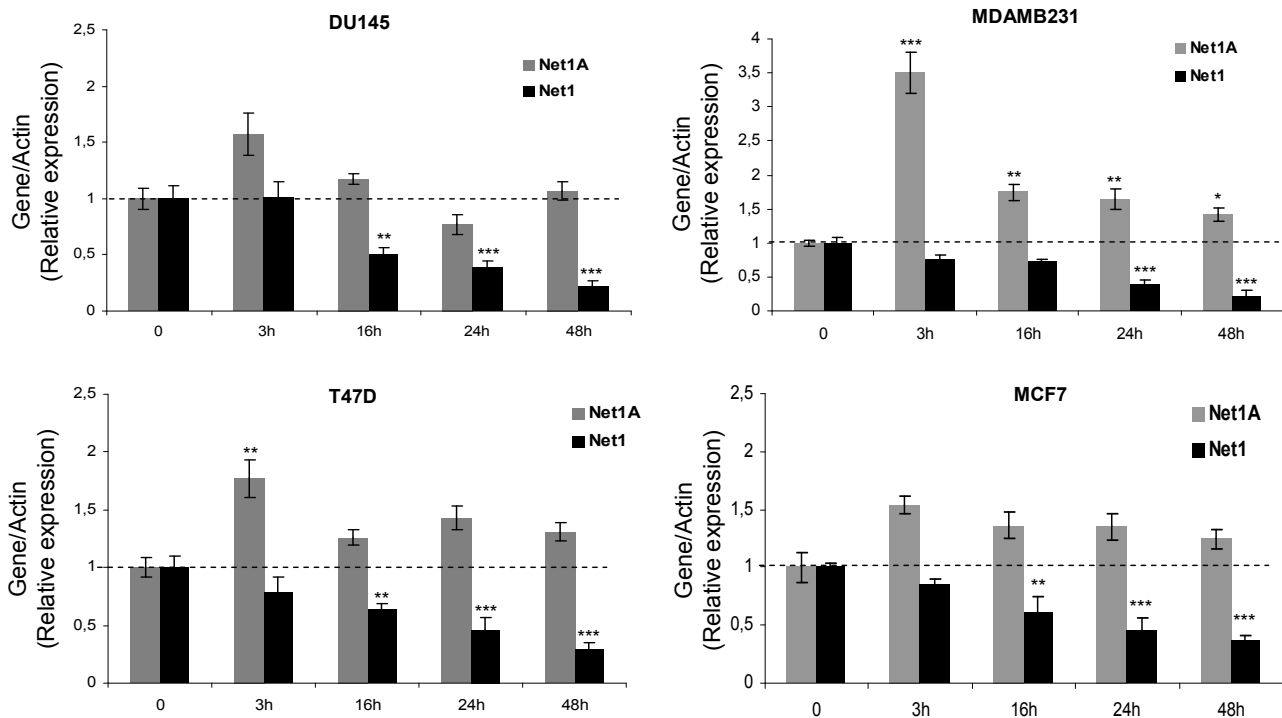 DU145
Gene/Actin
(Relative expression)
2,5
2
1,5
1
0,5
0
Net1A
Net1
**
***
***
0 3h 16h 24h 48h
MDAMB231
Gene/Actin
(Relative expression)
4
3,5
3
2,5
2
1,5
1
0,5
0
Net1A
Net1
***
**
**
*
***
***
0 3h 16h 24h 48h
T47D
Gene/Actin
(Relative expression)
2,5
2
1,5
1
0,5
0
Net1A
Net1
**
**
***
***
0 3h 16h 24h 48h
MCF7
Gene/Actin
(Relative expression)
2,5
2
1,5
1
0,5
0
Net1A
Net1
**
***
***
0 3h 16h 24h 48h